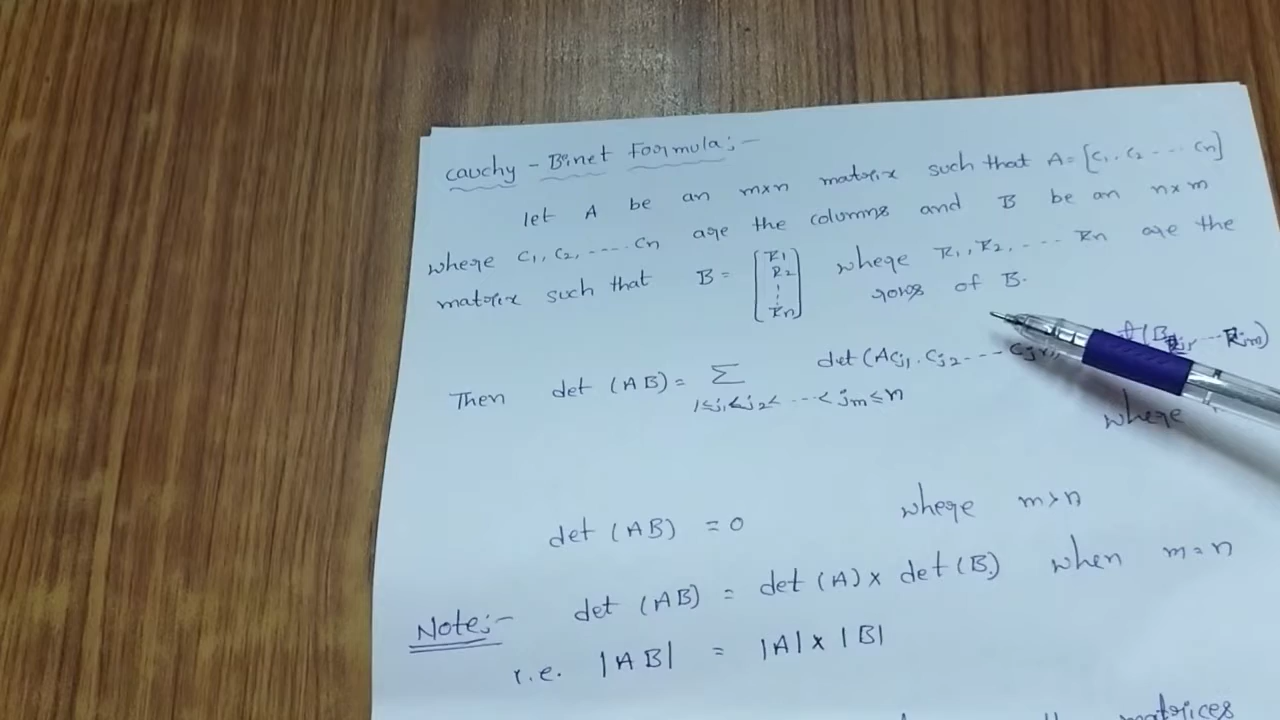 Cauchy - Binet Formula:-
let A be an m×n matrix such that A = [C1, C2 ---- Cn]
where C1, C2, ---- Cn are the columns and B be an n×m
matrix such that B = [R1 R2 ⋮ Rn] where R1, R2, ---- Rn are the
rows of B.
Then det (AB) = Σ det (A Cj1, Cj2 ----
1≤j1<j2< ---- <jm≤n where
det (AB) = 0 where m>n
Note:- det (AB) = det (A) × det (B) when m=n
i.e. |AB| = |A| × |B|
matrices